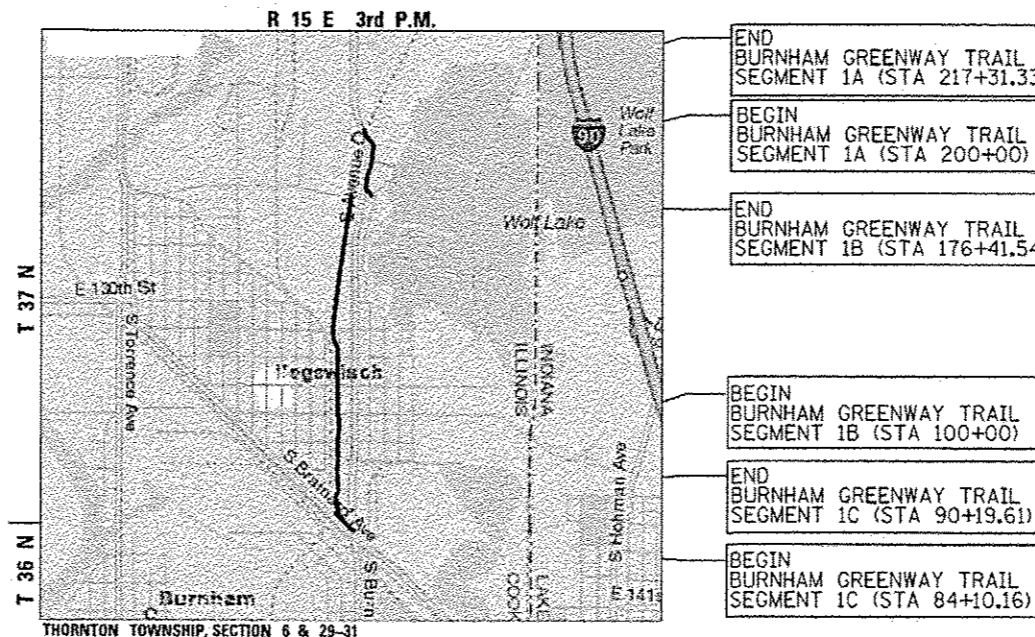 R 15 E 3rd P.M.
END
BURNHAM GREENWAY TRAIL
SEGMENT 1A (STA 217+31.33
BEGIN
BURNHAM GREENWAY TRAIL
SEGMENT 1A (STA 200+00)
END
BURNHAM GREENWAY TRAIL
SEGMENT 1B (STA 176+41.54
BEGIN
BURNHAM GREENWAY TRAIL
SEGMENT 1B (STA 100+00)
END
BURNHAM GREENWAY TRAIL
SEGMENT 1C (STA 90+19.61)
BEGIN
BURNHAM GREENWAY TRAIL
SEGMENT 1C (STA 84+10.16)
Wolf
Lake
Park
90
Wolf Lake
T 37 N
E 130th St
S Torrence Ave
Hegewisch
ILLINOIS
INDIANA
S Brainard Ave
S Hohman Ave
T 36 N
S Burn
Burnham
COOK
LAKE
E 141s
THORNTON TOWNSHIP, SECTION 6 & 29-31